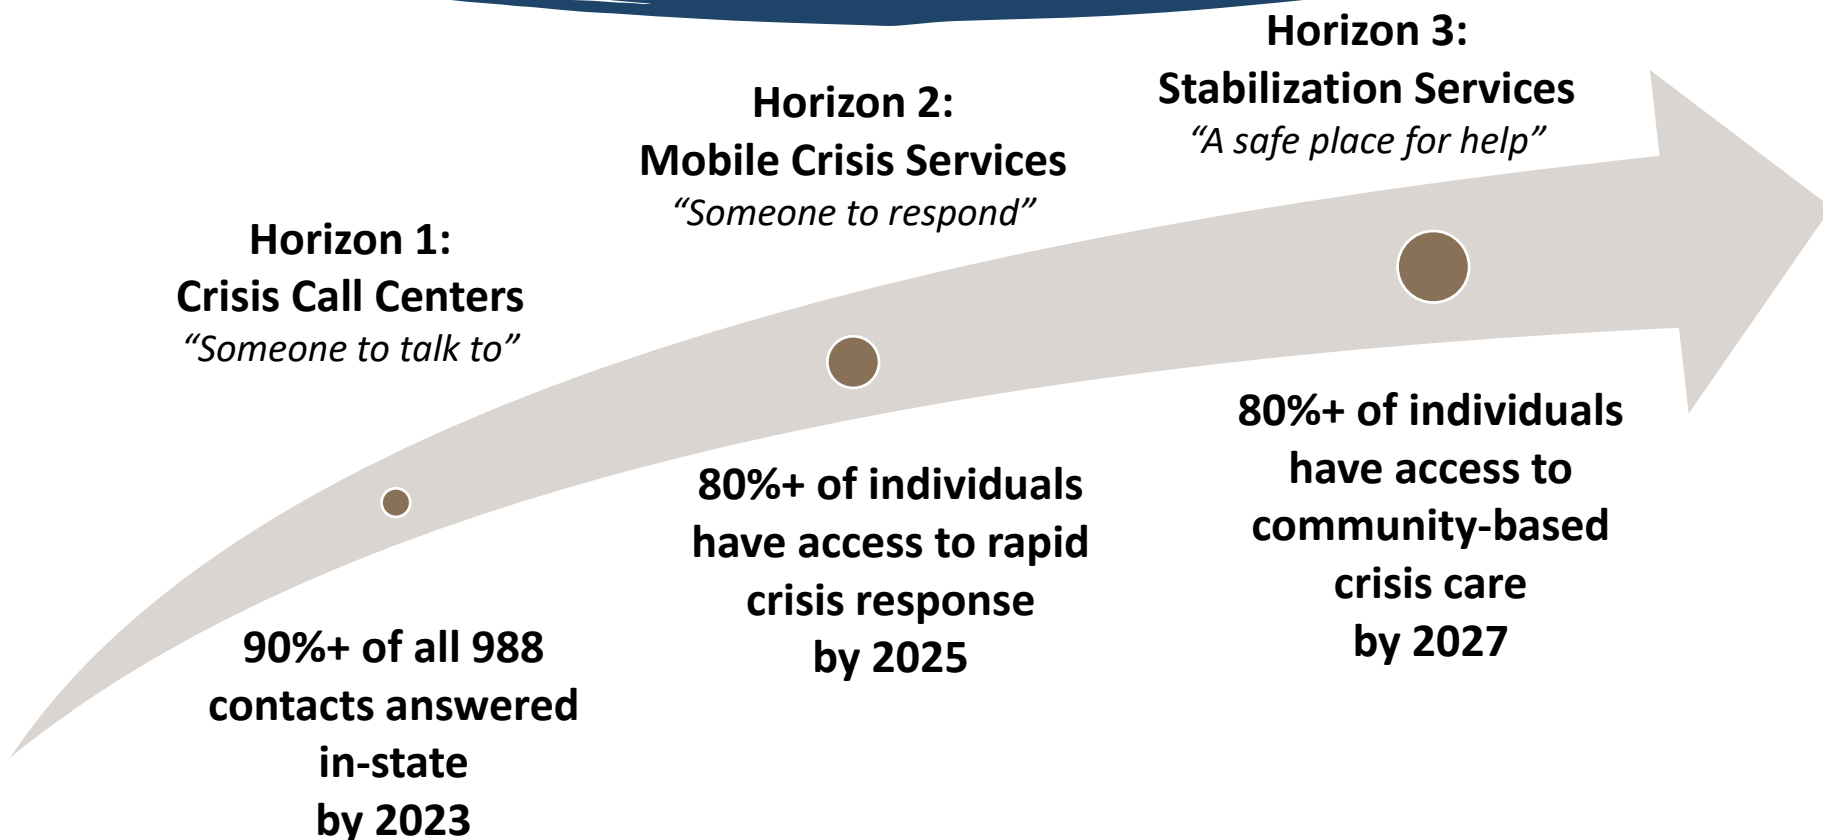 Horizon 1:
Crisis Call Centers
“Someone to talk to”
90%+ of all 988
contacts answered
in-state
by 2023
Horizon 2:
Mobile Crisis Services
“Someone to respond”
80%+ of individuals
have access to rapid
crisis response
by 2025
Horizon 3:
Stabilization Services
“A safe place for help”
80%+ of individuals
have access to
community-based
crisis care
by 2027